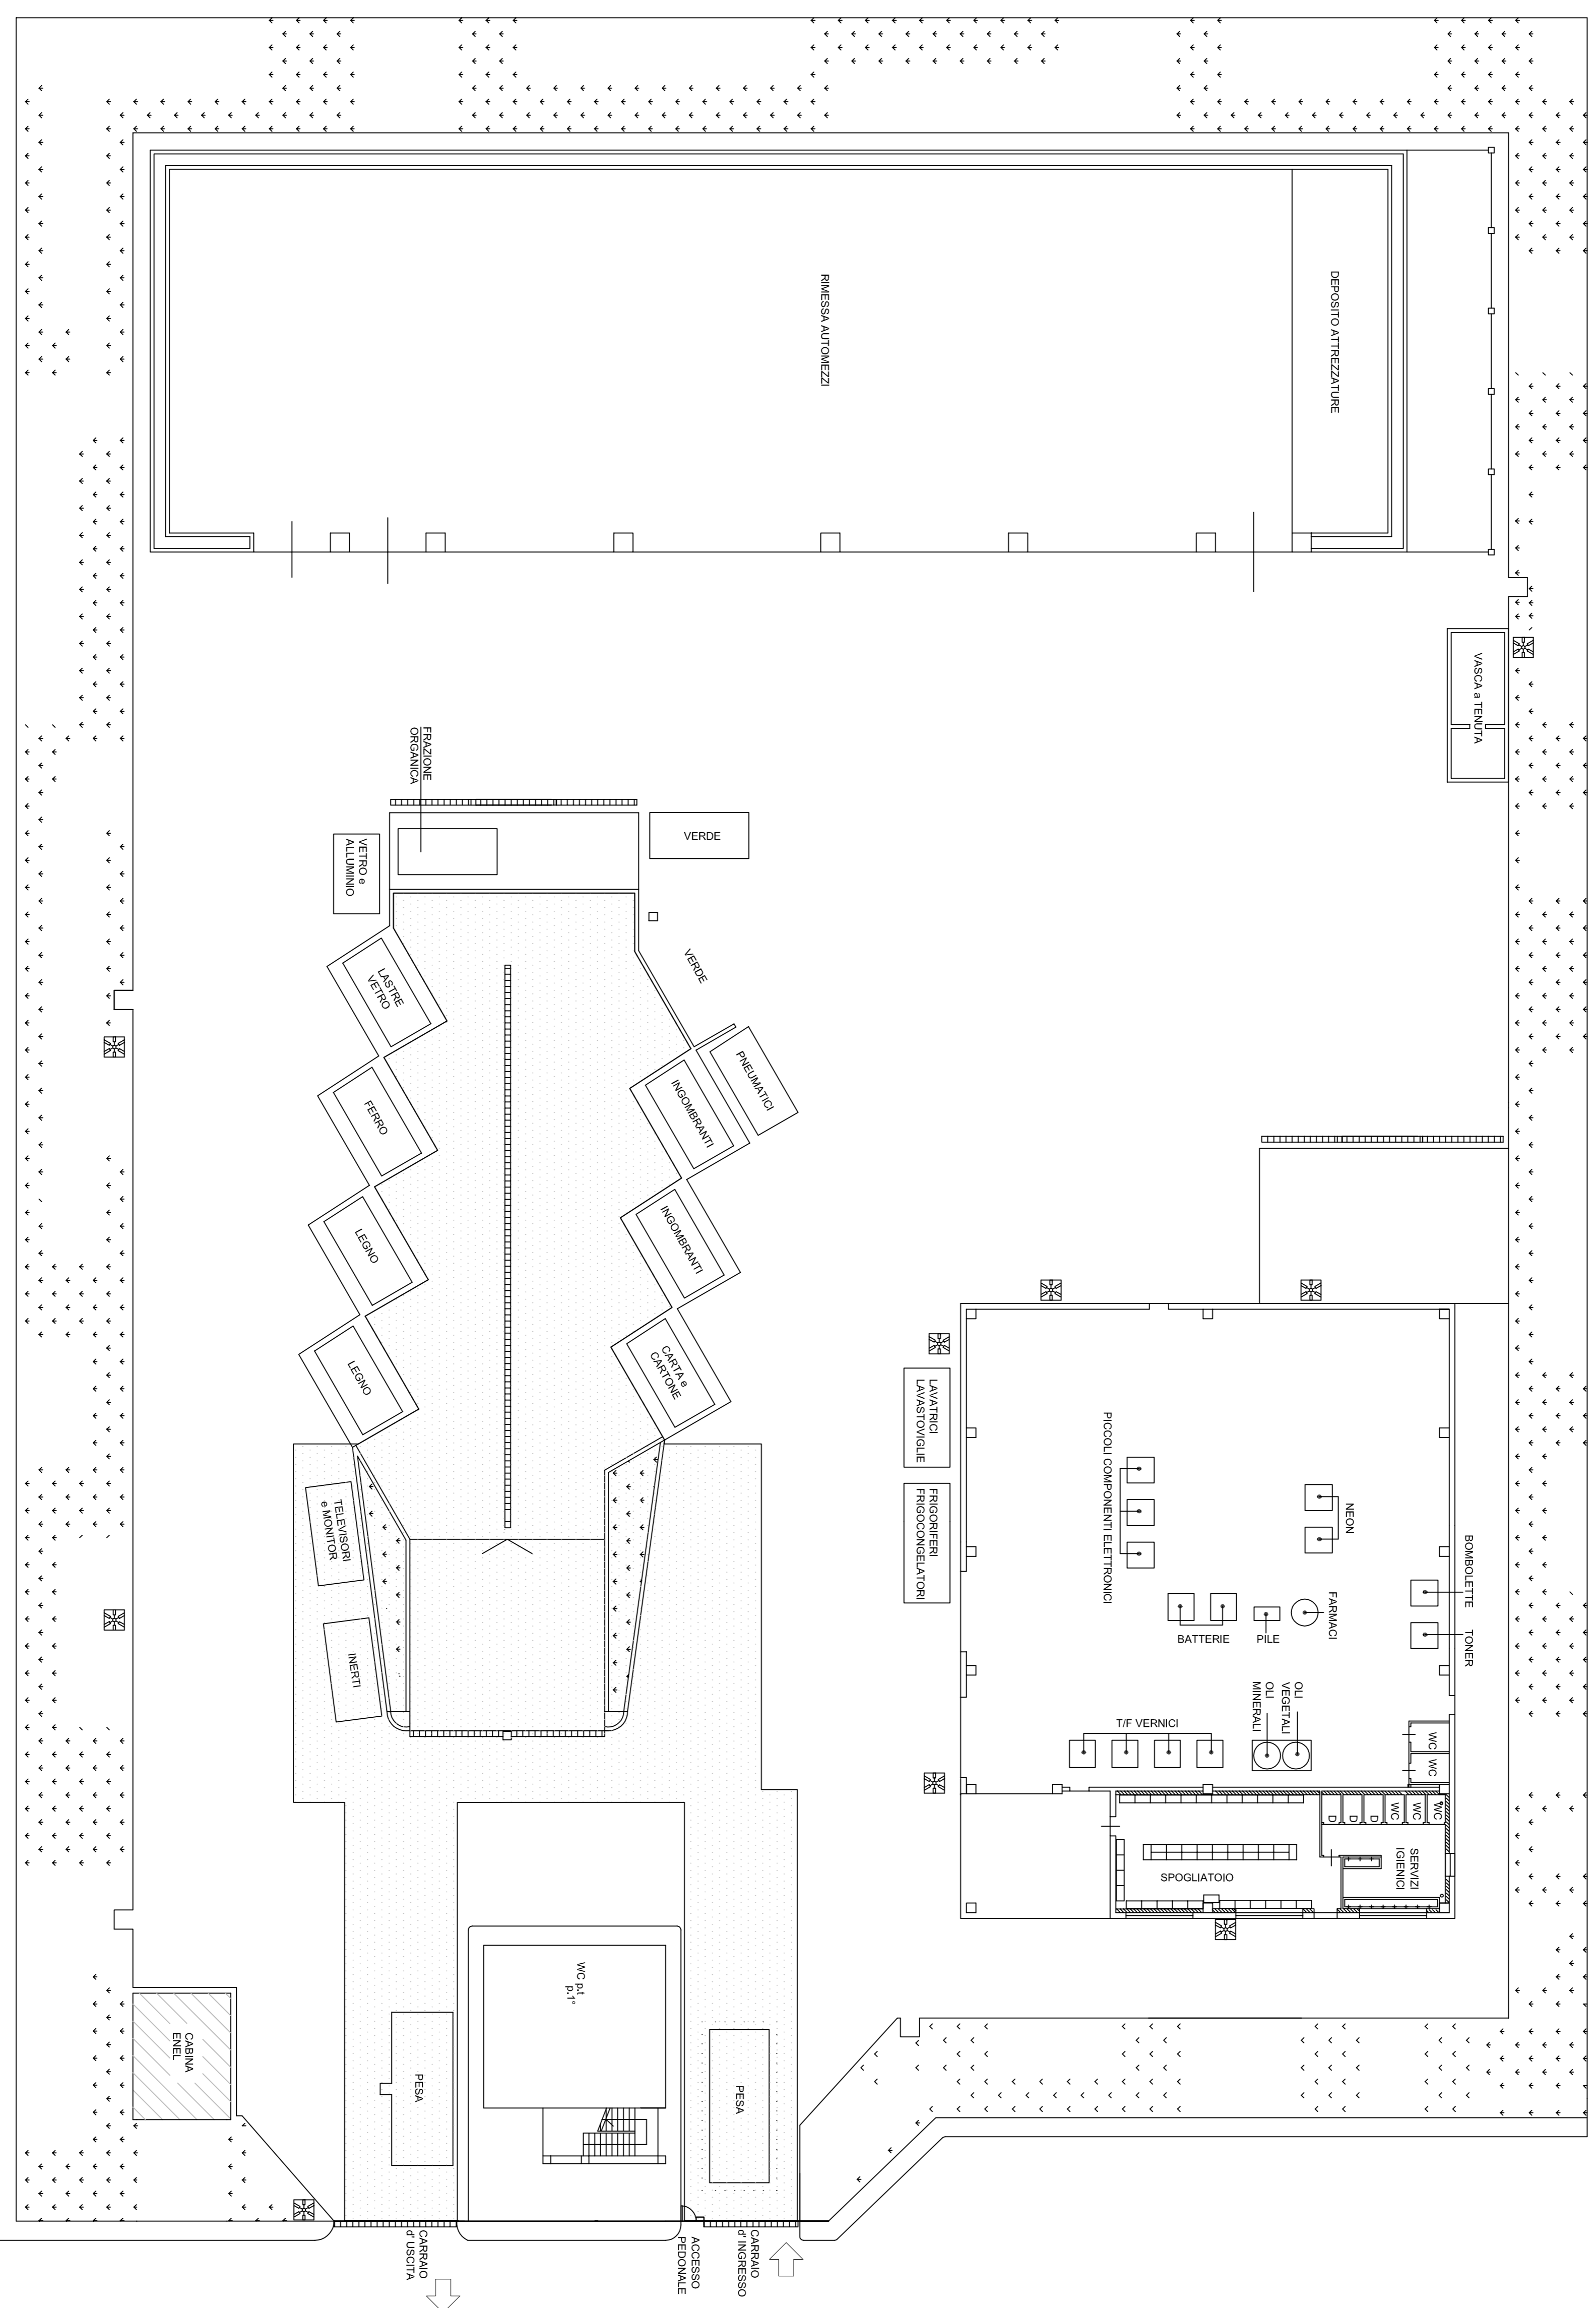 RIMESSA AUTOMEZZI
DEPOSITO ATTREZZATURE
VASCA a TENUTA
FRAZIONE
ORGANICA
VETRO e
ALLUMINIO
VERDE
VERDE
LASTRE
VETRO
PNEUMATICI
INGOMBRANTI
FERRO
INGOMBRANTI
LEGNO
CARTA e
CARTONE
LEGNO
TELEVISORI
e MONITOR
INERTI
LAVATRICI
LAVASTOVIGLIE
FRIGORIFERI
FRIGOCONGELATORI
PICCOLI COMPONENTI ELETTRONICI
NEON
BOMBOLETTE
TONER
FARMACI
BATTERIE
PILE
OLI
VEGETALI
OLI
MINERALI
T/F VERNICI
WC
WC
D
D
D
WC
WC
WC
SERVIZI
IGIENICI
SPOGLIATOIO
WC p.t
p.1°
CABINA
ENEL
PESA
PESA
CARRAIO
d' USCITA
ACCESSO
PEDONALE
CARRAIO
d' INGRESSO